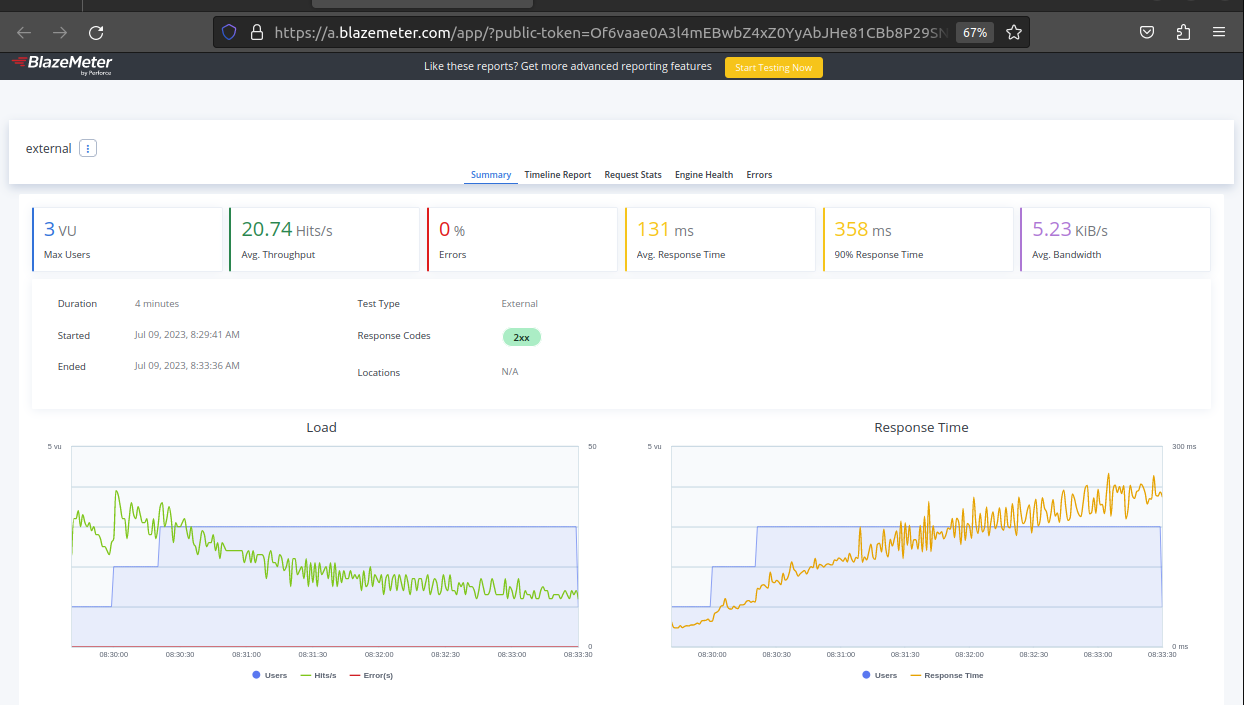 https://a.blazemeter.com/app/?public-token=Of6vaae0A3l4mEBwbZ4xZ0YyAbJHe81CBb8P29SN
67%
BlazeMeter
by Perforce
Like these reports? Get more advanced reporting features
Start Testing Now
external
Summary Timeline Report Request Stats Engine Health Errors
3 VU
Max Users
20.74 Hits/s
Avg. Throughput
0 %
Errors
131 ms
Avg. Response Time
358 ms
90% Response Time
5.23 KiB/s
Avg. Bandwidth
Duration 4 minutes
Started Jul 09, 2023, 8:29:41 AM
Ended Jul 09, 2023, 8:33:36 AM
Test Type External
Response Codes 2xx
Locations N/A
Load
5 vu 50
0
08:30:00 08:30:30 08:31:00 08:31:30 08:32:00 08:32:30 08:33:00 08:33:30
Users Hits/s Error(s)
Response Time
5 vu 300 ms
0 ms
08:30:00 08:30:30 08:31:00 08:31:30 08:32:00 08:32:30 08:33:00 08:33:30
Users Response Time